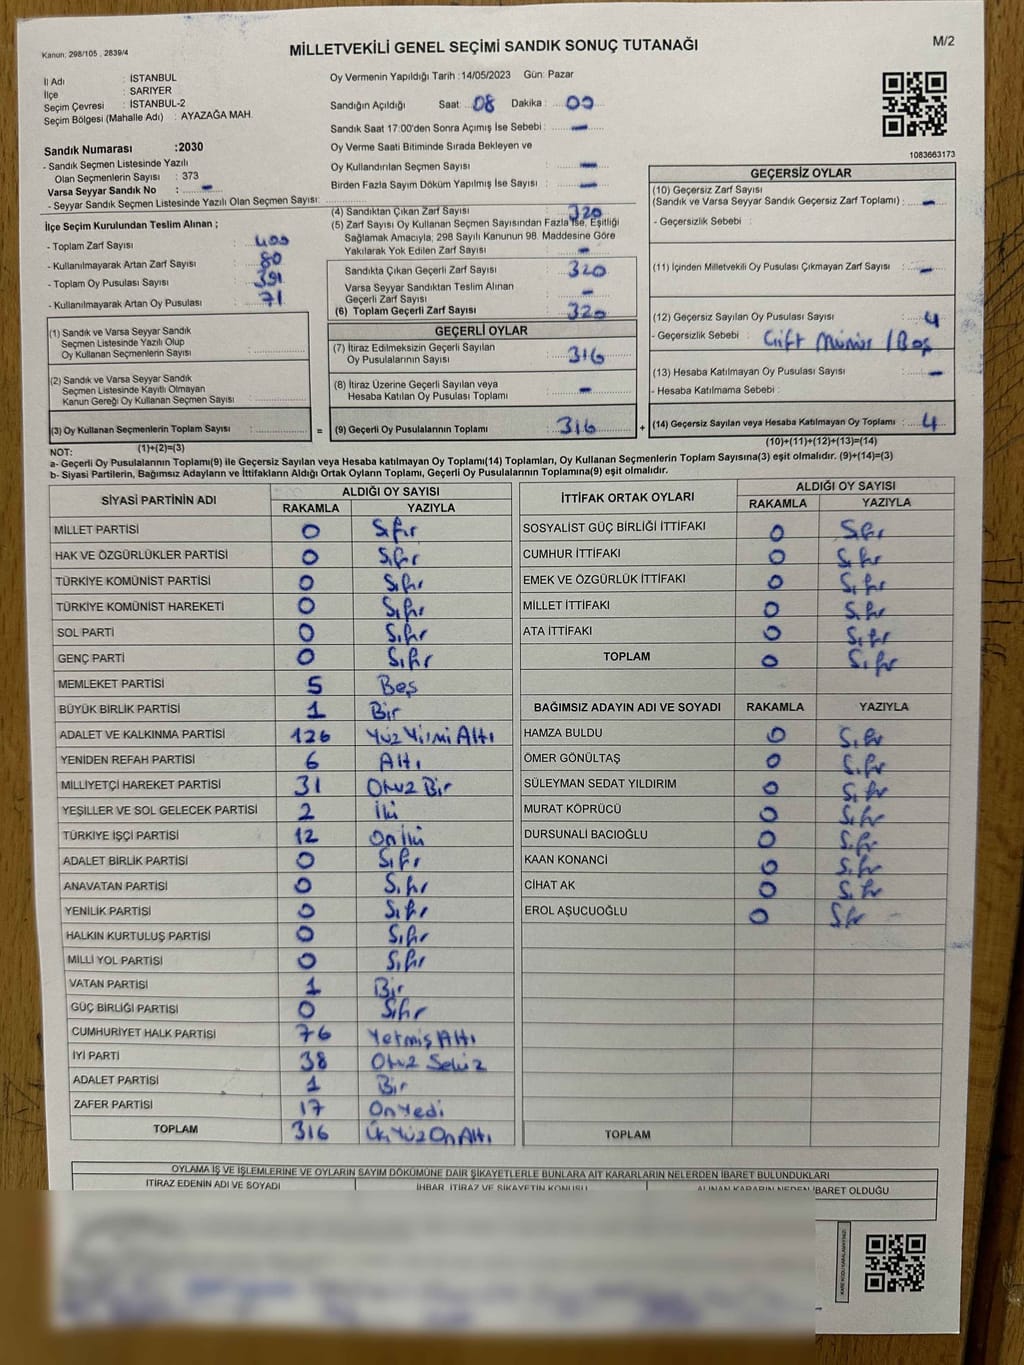 Kanun: 298/105 , 2839/4
MİLLETVEKİLİ GENEL SEÇİMİ SANDIK SONUÇ TUTANAĞI
M/2
İl Adı : İSTANBUL
İlçe : SARIYER
Seçim Çevresi : İSTANBUL-2
Seçim Bölgesi (Mahalle Adı) : AYAZAĞA MAH.
Sandık Numarası :2030
- Sandık Seçmen Listesinde Yazılı
Olan Seçmenlerin Sayısı : 373
Varsa Seyyar Sandık No : -
- Seyyar Sandık Seçmen Listesinde Yazılı Olan Seçmen Sayısı:
Oy Vermenin Yapıldığı Tarih :14/05/2023 Gün: Pazar
Sandığın Açıldığı Saat: 08 Dakika : 00
Sandık Saat 17:00'den Sonra Açımış İse Sebebi : -
Oy Verme Saati Bitiminde Sırada Bekleyen ve
Oy Kullandırılan Seçmen Sayısı : -
Birden Fazla Sayım Döküm Yapılmış İse Sayısı : -
1083663173
İlçe Seçim Kurulundan Teslim Alınan ;
- Toplam Zarf Sayısı : 400
- Kullanılmayarak Artan Zarf Sayısı : 80
- Toplam Oy Pusulası Sayısı : 391
- Kullanılmayarak Artan Oy Pusulası : 71
(1) Sandık ve Varsa Seyyar Sandık
Seçmen Listesinde Yazılı Olup
Oy Kullanan Seçmenlerin Sayısı :
(2) Sandık ve Varsa Seyyar Sandık
Seçmen Listesinde Kayıtlı Olmayan
Kanun Gereği Oy Kullanan Seçmen Sayısı :
(3) Oy Kullanan Seçmenlerin Toplam Sayısı :
(1)+(2)=(3)
(4) Sandıktan Çıkan Zarf Sayısı : 320
(5) Zarf Sayısı Oy Kullanan Seçmen Sayısından Fazla İse, Eşitliği
Sağlamak Amacıyla; 298 Sayılı Kanunun 98. Maddesine Göre
Yakılarak Yok Edilen Zarf Sayısı : -
Sandıkta Çıkan Geçerli Zarf Sayısı : 320
Varsa Seyyar Sandıktan Teslim Alınan
Geçerli Zarf Sayısı : -
(6) Toplam Geçerli Zarf Sayısı : 320
GEÇERLİ OYLAR
(7) İtiraz Edilmeksizin Geçerli Sayılan
Oy Pusulalarının Sayısı : 316
(8) İtiraz Üzerine Geçerli Sayılan veya
Hesaba Katılan Oy Pusulası Toplamı : -
= (9) Geçerli Oy Pusulalarının Toplamı : 316 +
GEÇERSİZ OYLAR
(10) Geçersiz Zarf Sayısı
(Sandık ve Varsa Seyyar Sandık Geçersiz Zarf Toplamı) : -
- Geçersizlik Sebebi :
(11) İçinden Milletvekili Oy Pusulası Çıkmayan Zarf Sayısı : -
(12) Geçersiz Sayılan Oy Pusulası Sayısı : 4
- Geçersizlik Sebebi : Çift Mühür / Boş
(13) Hesaba Katılmayan Oy Pusulası Sayısı : -
- Hesaba Katılmama Sebebi :
(14) Geçersiz Sayılan veya Hesaba Katılmayan Oy Toplamı : 4
(10)+(11)+(12)+(13)=(14)
NOT:
a- Geçerli Oy Pusulalarının Toplamı(9) ile Geçersiz Sayılan veya Hesaba katılmayan Oy Toplamı(14) Toplamları, Oy Kullanan Seçmenlerin Toplam Sayısına(3) eşit olmalıdır. (9)+(14)=(3)
b- Siyasi Partilerin, Bağımsız Adayların ve İttifakların Aldığı Ortak Oyların Toplamı, Geçerli Oy Pusulalarının Toplamına(9) eşit olmalıdır.
SİYASİ PARTİNİN ADI ALDIĞI OY SAYISI
RAKAMLA YAZIYLA
MİLLET PARTİSİ 0 Sıfır
HAK VE ÖZGÜRLÜKLER PARTİSİ 0 Sıfır
TÜRKİYE KOMÜNİST PARTİSİ 0 Sıfır
TÜRKİYE KOMÜNİST HAREKETİ 0 Sıfır
SOL PARTİ 0 Sıfır
GENÇ PARTİ 0 Sıfır
MEMLEKET PARTİSİ 5 Beş
BÜYÜK BİRLİK PARTİSİ 1 Bir
ADALET VE KALKINMA PARTİSİ 126 Yüz Yirmi Altı
YENİDEN REFAH PARTİSİ 6 Altı
MİLLİYETÇİ HAREKET PARTİSİ 31 Otuz Bir
YEŞİLLER VE SOL GELECEK PARTİSİ 2 İki
TÜRKİYE İŞÇİ PARTİSİ 12 On İki
ADALET BİRLİK PARTİSİ 0 Sıfır
ANAVATAN PARTİSİ 0 Sıfır
YENİLİK PARTİSİ 0 Sıfır
HALKIN KURTULUŞ PARTİSİ 0 Sıfır
MİLLİ YOL PARTİSİ 0 Sıfır
VATAN PARTİSİ 1 Bir
GÜÇ BİRLİĞİ PARTİSİ 0 Sıfır
CUMHURİYET HALK PARTİSİ 76 Yetmiş Altı
İYİ PARTİ 38 Otuz Sekiz
ADALET PARTİSİ 1 Bir
ZAFER PARTİSİ 17 On Yedi
TOPLAM 316 Üç Yüz On Altı
İTTİFAK ORTAK OYLARI ALDIĞI OY SAYISI
RAKAMLA YAZIYLA
SOSYALİST GÜÇ BİRLİĞİ İTTİFAKI 0 Sıfır
CUMHUR İTTİFAKI 0 Sıfır
EMEK VE ÖZGÜRLÜK İTTİFAKI 0 Sıfır
MİLLET İTTİFAKI 0 Sıfır
ATA İTTİFAKI 0 Sıfır
TOPLAM 0 Sıfır
BAĞIMSIZ ADAYIN ADI VE SOYADI RAKAMLA YAZIYLA
HAMZA BULDU 0 Sıfır
ÖMER GÖNÜLTAŞ 0 Sıfır
SÜLEYMAN SEDAT YILDIRIM 0 Sıfır
MURAT KÖPRÜCÜ 0 Sıfır
DURSUNALİ BACIOĞLU 0 Sıfır
KAAN KONANCİ 0 Sıfır
CİHAT AK 0 Sıfır
EROL AŞUCUOĞLU 0 Sıfır
TOPLAM
OYLAMA İŞ VE İŞLEMLERİNE VE OYLARIN SAYIM DÖKÜMÜNE DAİR ŞİKAYETLERLE BUNLARA AİT KARARLARIN NELERDEN İBARET BULUNDUKLARI
İTİRAZ EDENİN ADI VE SOYADI İHBAR, İTİRAZ VE ŞİKAYETİN KONUSU ALINAN KARARIN NEDEN İBARET OLDUĞU